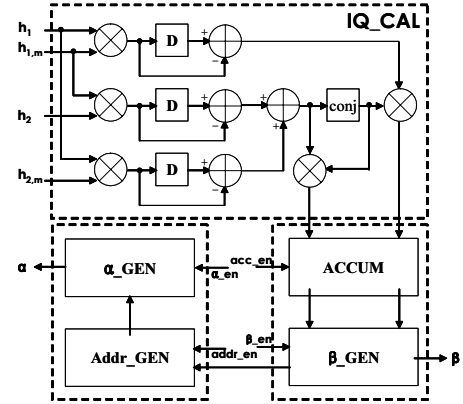 IQ_CAL
h1
h1,m
D
+
−
h2
D
+
−
+
+
conj
h2,m
D
+
−
α
α_GEN
acc_en
α_en
ACCUM
Addr_GEN
β_en
addr_en
β_GEN
β